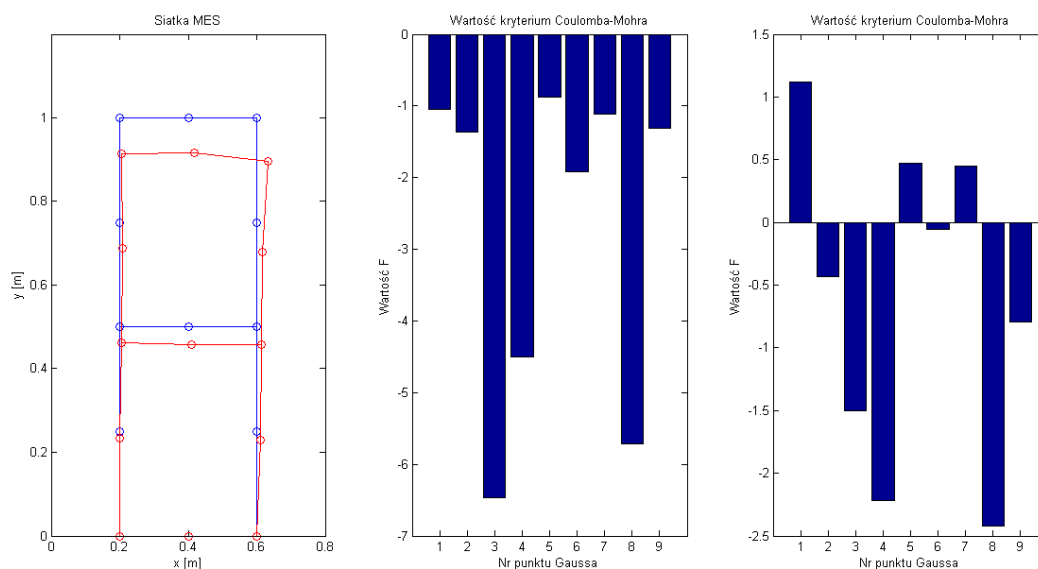 Siatka MES
1
0.8
0.6
0.4
0.2
0
0 0.2 0.4 0.6 0.8
x [m]
y [m]
Wartość kryterium Coulomba-Mohra
0
-1
-2
-3
-4
-5
-6
-7
1 2 3 4 5 6 7 8 9
Nr punktu Gaussa
Wartość F
Wartość kryterium Coulomba-Mohra
1.5
1
0.5
0
-0.5
-1
-1.5
-2
-2.5
1 2 3 4 5 6 7 8 9
Nr punktu Gaussa
Wartość F